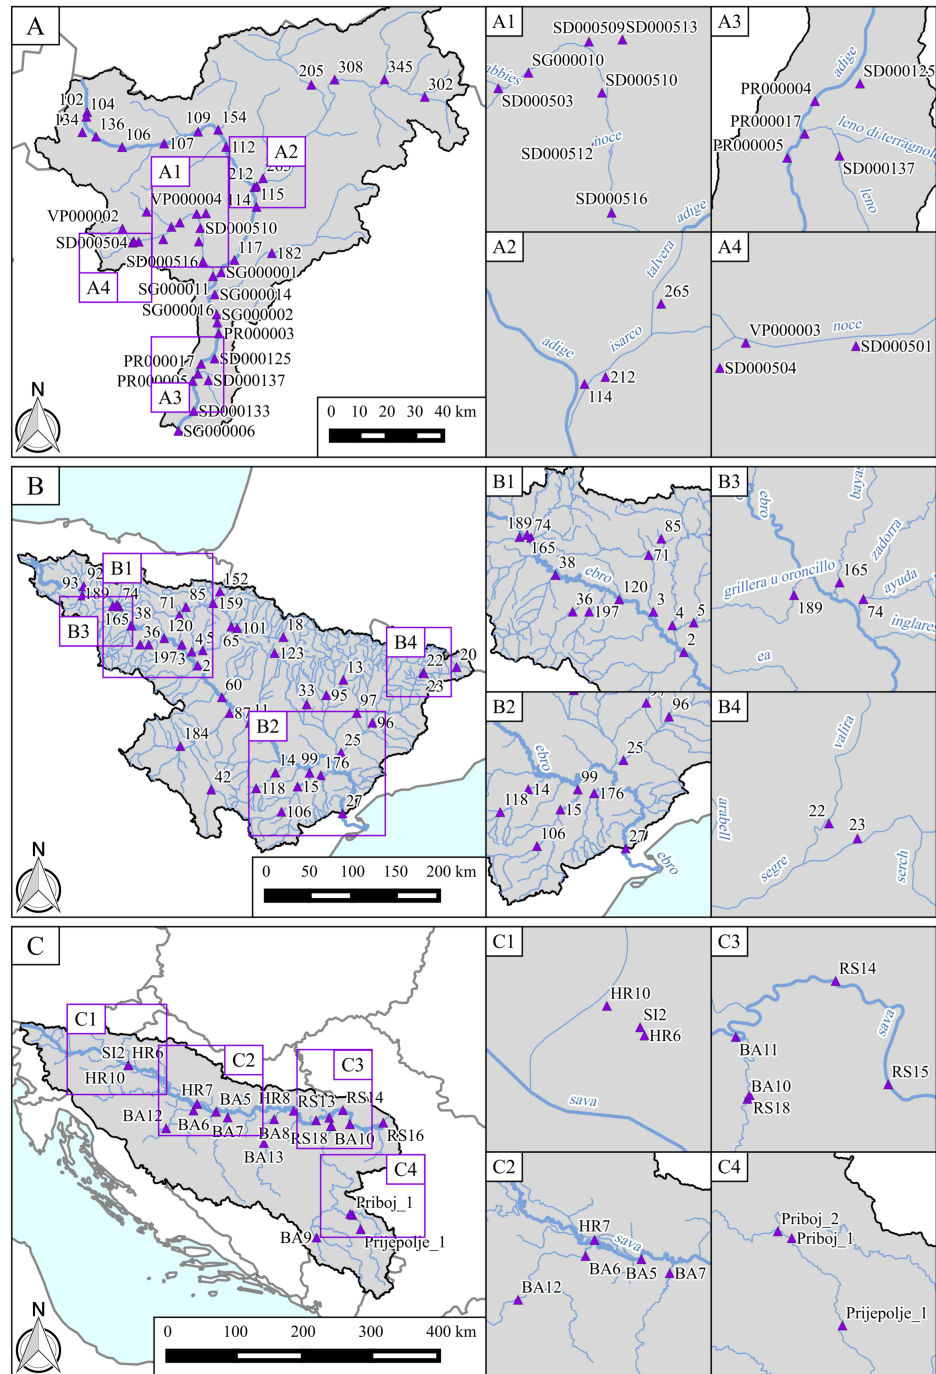 A
102
104
134
136
106
107
109
154
112
205
308
345
302
A1
A2
265
212
115
114
VP000004
VP000002
SD000510
SD000504
117
182
SD000516
SG000001
A4
SG000011
SG000014
SG000016
SG000002
PR000003
PR000017
SD000125
PR000005
SD000137
A3
SD000133
SG000006
N
0 10 20 30 40 km
A1
SD000509
SD000513
SG000010
rabbies
SD000503
SD000510
noce
SD000512
SD000516
adige
A3
adige
SD000125
PR000004
PR000017
leno di terragnolo
PR000005
SD000137
leno
A2
talvera
265
isarco
adige
212
114
A4
noce
VP000003
SD000501
SD000504
B
92
93
B1
189
74
85
152
71
159
165
38
B3
36
120
65
101
18
197
3
4
5
123
2
B4
20
22
23
13
60
33
95
97
87
11
B2
96
184
25
14
99
176
42
118
15
27
106
N
0 50 100 150 200 km
B1
189
74
85
165
71
38
ebro
120
36
197
3
4
5
2
B3
ebro
bayas
zadorra
grillera u oroncillo
165
ayuda
189
74
inglares
ea
B2
96
ebro
25
99
14
176
118
15
106
27
ebro
B4
valira
arabell
22
23
segre
serch
C
C1
SI2
HR6
HR10
C2
C3
HR7
BA5
HR8
RS13
RS14
BA12
BA6
BA7
BA8
RS18
BA10
RS16
BA13
C4
Priboj_1
BA9
Prijepolje_1
N
0 100 200 300 400 km
C1
HR10
SI2
HR6
sava
C3
RS14
sava
BA11
RS15
BA10
RS18
C2
HR7
sava
BA6
BA5
BA7
BA12
C4
Priboj_2
Priboj_1
Prijepolje_1